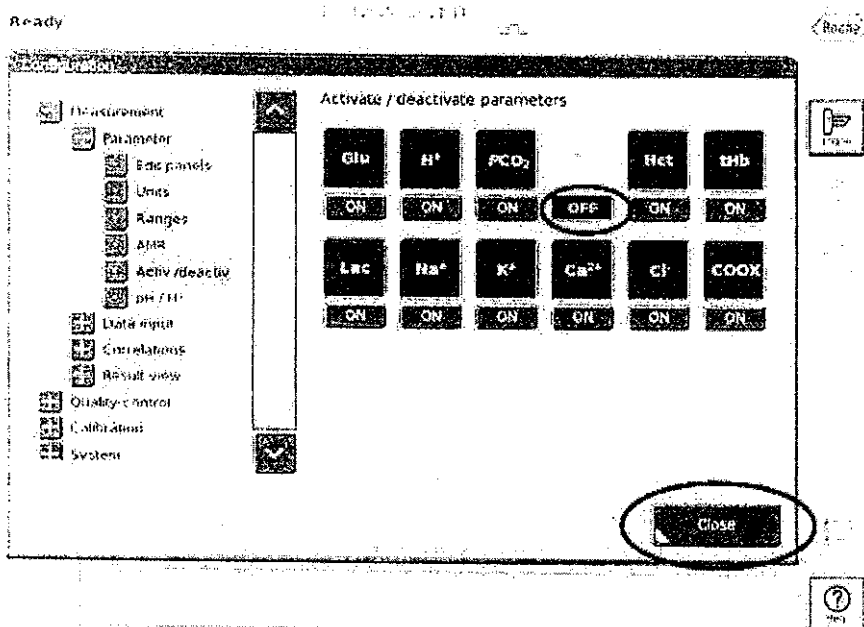 Ready
Roche
Measurement
Parameter
Edit panels
Units
Ranges
AMR
Activ./deactiv.
pH / H+
Data input
Correlations
Result view
Quality control
Calibration
System
Activate / deactivate parameters
Glu H+ PCO₂ Hct tHb
ON ON ON OFF ON ON
Lac Na+ K+ Ca²+ Cl- COOX
ON ON ON ON ON ON
Close
Help